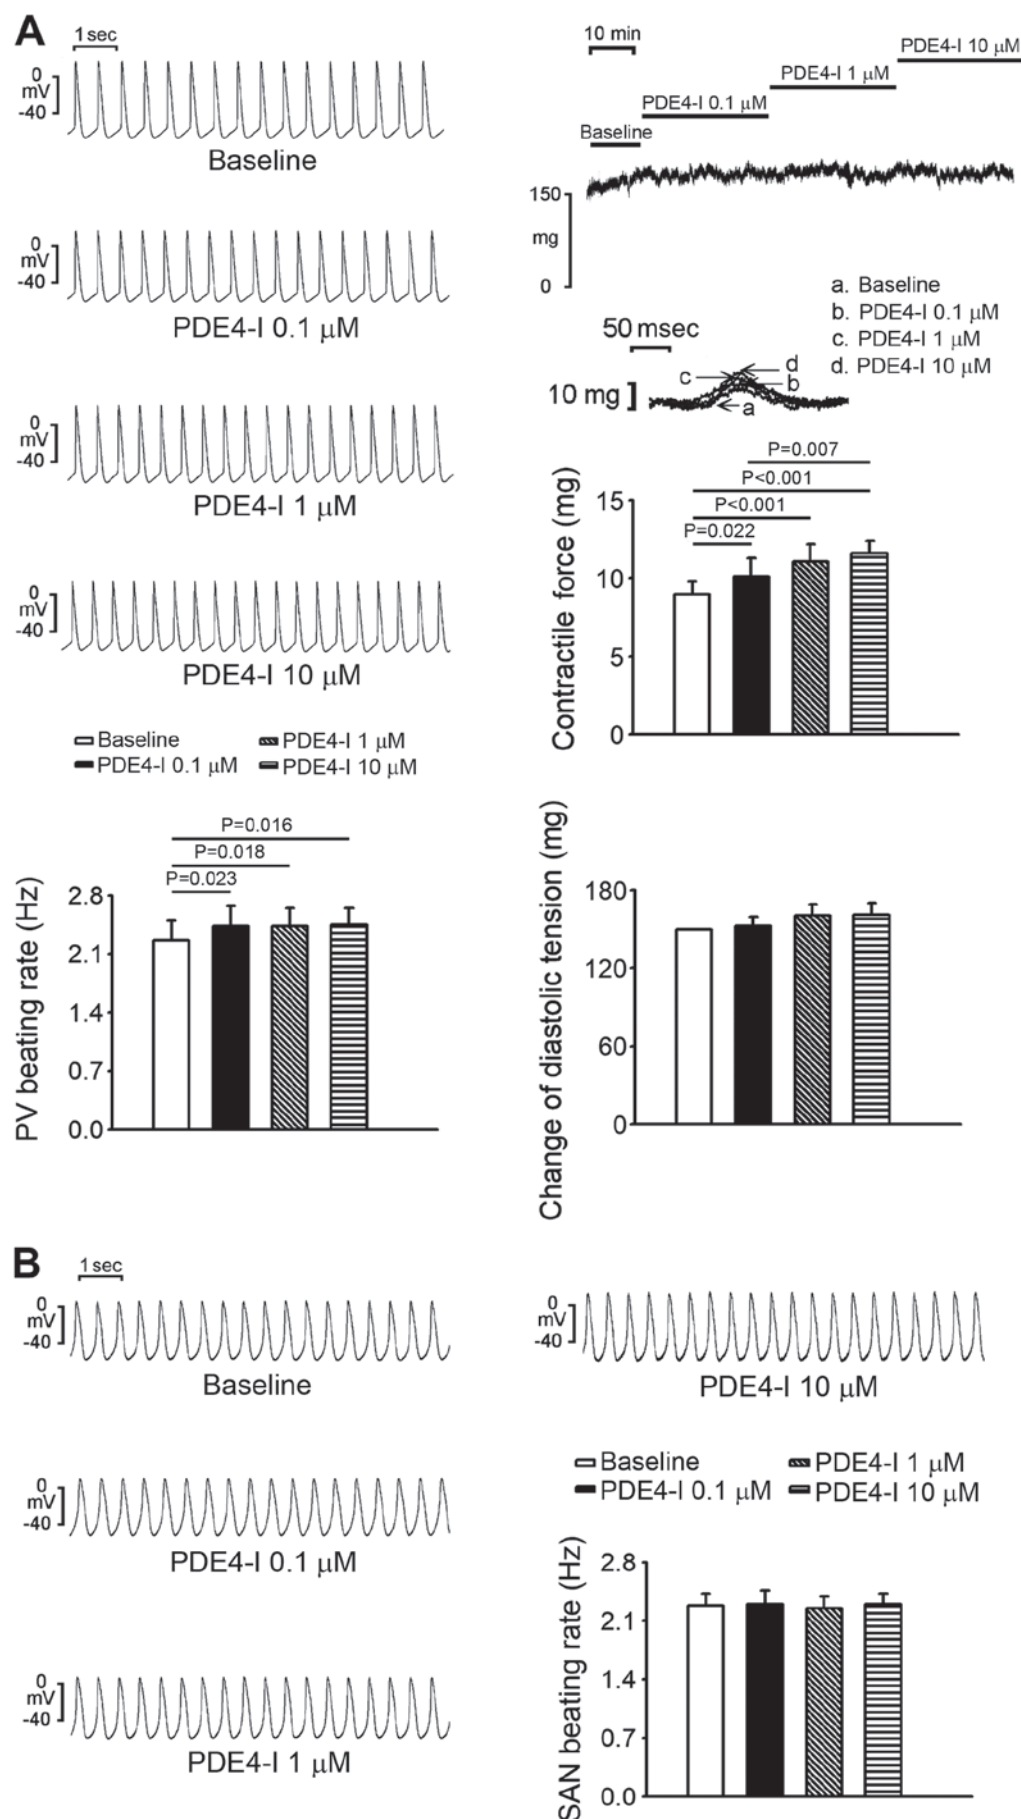 A
1 sec
0
mV
-40
Baseline
0
mV
-40
PDE4-I 0.1 μM
0
mV
-40
PDE4-I 1 μM
0
mV
-40
PDE4-I 10 μM
Baseline
PDE4-I 1 μM
PDE4-I 0.1 μM
PDE4-I 10 μM
P=0.016
P=0.018
P=0.023
PV beating rate (Hz)
2.8
2.1
1.4
0.7
0.0
10 min
PDE4-I 10 μM
PDE4-I 1 μM
PDE4-I 0.1 μM
Baseline
150
mg
0
a. Baseline
b. PDE4-I 0.1 μM
c. PDE4-I 1 μM
d. PDE4-I 10 μM
50 msec
10 mg
d
c
b
a
P=0.007
P<0.001
P<0.001
P=0.022
Contractile force (mg)
15
10
5
0
Change of diastolic tension (mg)
180
120
60
0
B
1 sec
0
mV
-40
Baseline
0
mV
-40
PDE4-I 0.1 μM
0
mV
-40
PDE4-I 1 μM
0
mV
-40
PDE4-I 10 μM
Baseline
PDE4-I 1 μM
PDE4-I 0.1 μM
PDE4-I 10 μM
SAN beating rate (Hz)
2.8
2.1
1.4
0.7
0.0